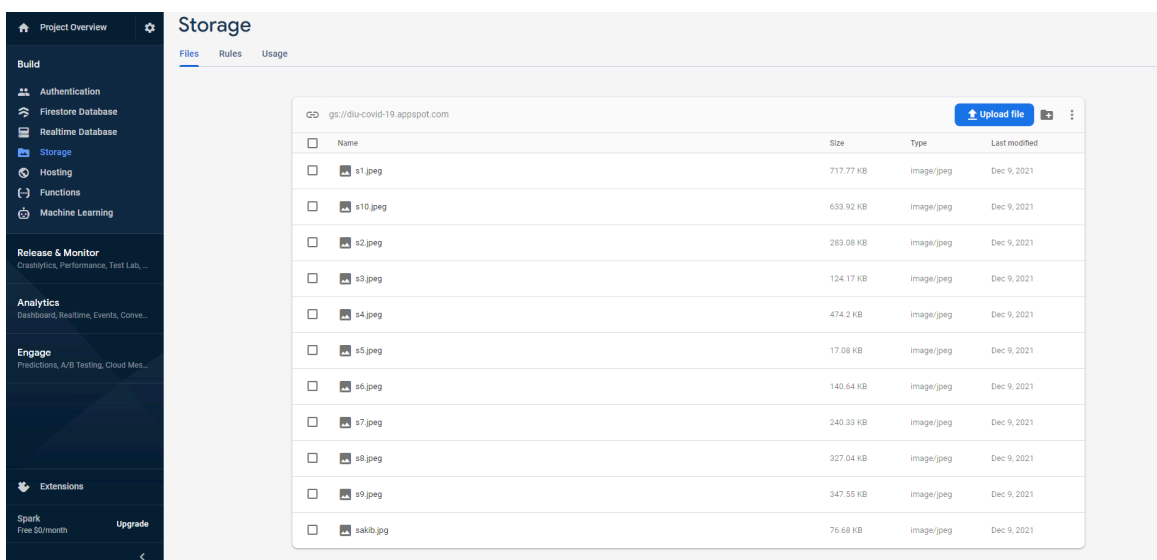 Project Overview
Build
Authentication
Firestore Database
Realtime Database
Storage
Hosting
Functions
Machine Learning
Release & Monitor
Crashlytics, Performance, Test Lab, ...
Analytics
Dashboard, Realtime, Events, Conve...
Engage
Predictions, A/B Testing, Cloud Mes...
Extensions
Spark
Free $0/month Upgrade
Storage
Files Rules Usage
gs://diu-covid-19.appspot.com Upload file
Name Size Type Last modified
s1.jpeg 717.77 KB image/jpeg Dec 9, 2021
s10.jpeg 633.92 KB image/jpeg Dec 9, 2021
s2.jpeg 283.08 KB image/jpeg Dec 9, 2021
s3.jpeg 124.17 KB image/jpeg Dec 9, 2021
s4.jpeg 474.2 KB image/jpeg Dec 9, 2021
s5.jpeg 17.08 KB image/jpeg Dec 9, 2021
s6.jpeg 140.64 KB image/jpeg Dec 9, 2021
s7.jpeg 240.33 KB image/jpeg Dec 9, 2021
s8.jpeg 327.04 KB image/jpeg Dec 9, 2021
s9.jpeg 347.55 KB image/jpeg Dec 9, 2021
sakib.jpg 76.68 KB image/jpeg Dec 9, 2021